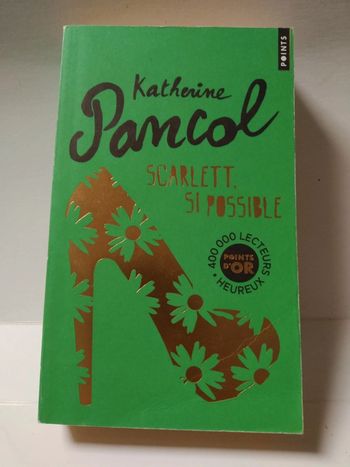 POINTS
Katherine
Pancol
SCARLETT,
SI POSSIBLE
400 000 LECTEURS
POINTS
D'OR
• HEUREUX •